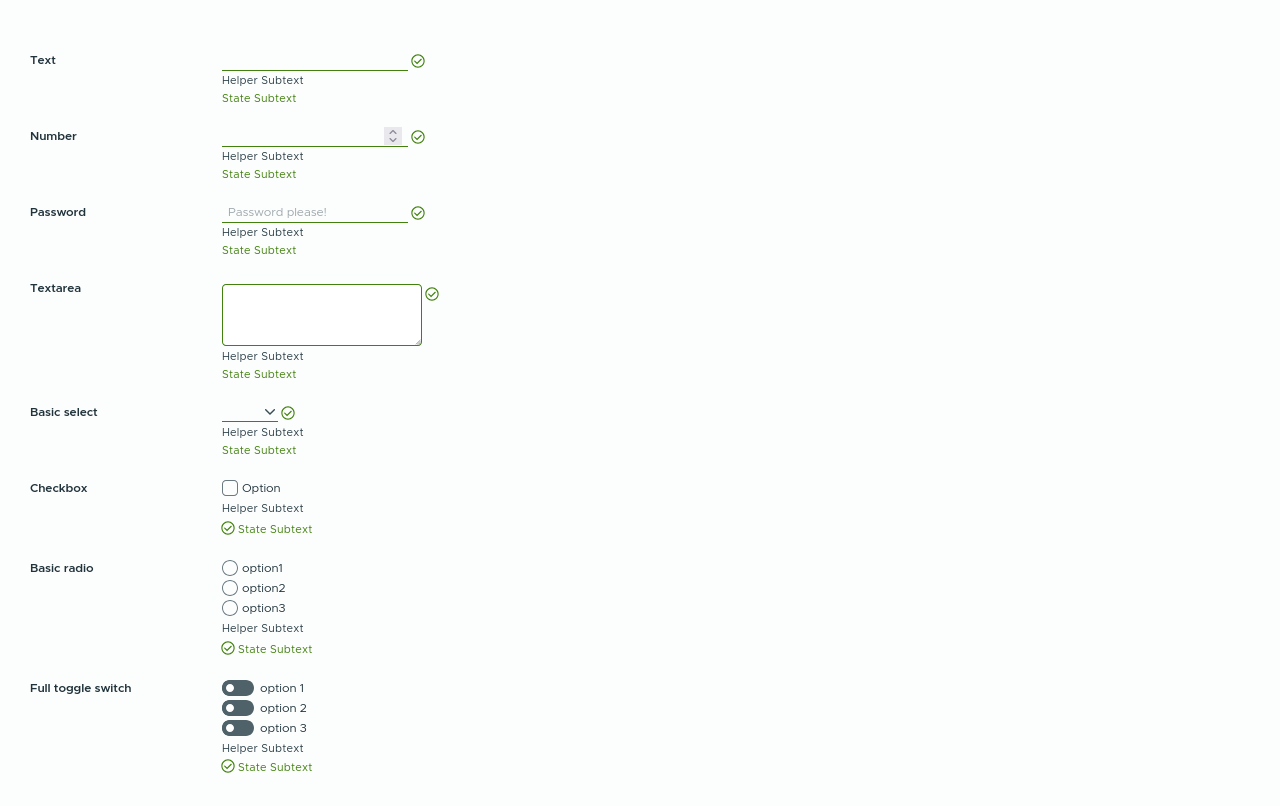 Text
Helper Subtext
State Subtext
Number
Helper Subtext
State Subtext
Password
Password please!
Helper Subtext
State Subtext
Textarea
Helper Subtext
State Subtext
Basic select
Helper Subtext
State Subtext
Checkbox
Option
Helper Subtext
State Subtext
Basic radio
option1
option2
option3
Helper Subtext
State Subtext
Full toggle switch
option 1
option 2
option 3
Helper Subtext
State Subtext